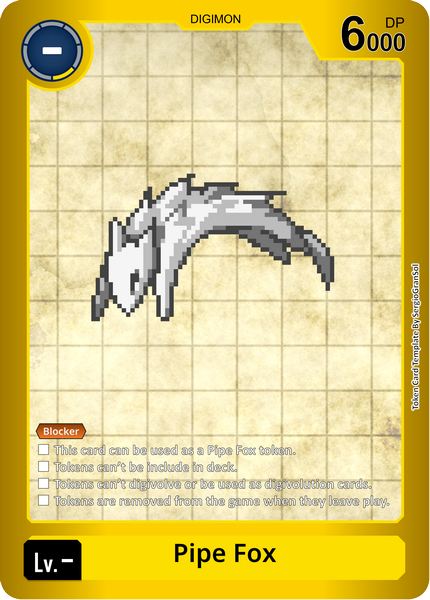 DIGIMON
-
DP
6000
Token Card Template By SergioGranSol
Blocker
This card can be used as a Pipe Fox token.
Tokens can't be include in deck.
Tokens can't digivolve or be used as digivolution cards.
Tokens are removed from the game when they leave play.
Lv.-
Pipe Fox